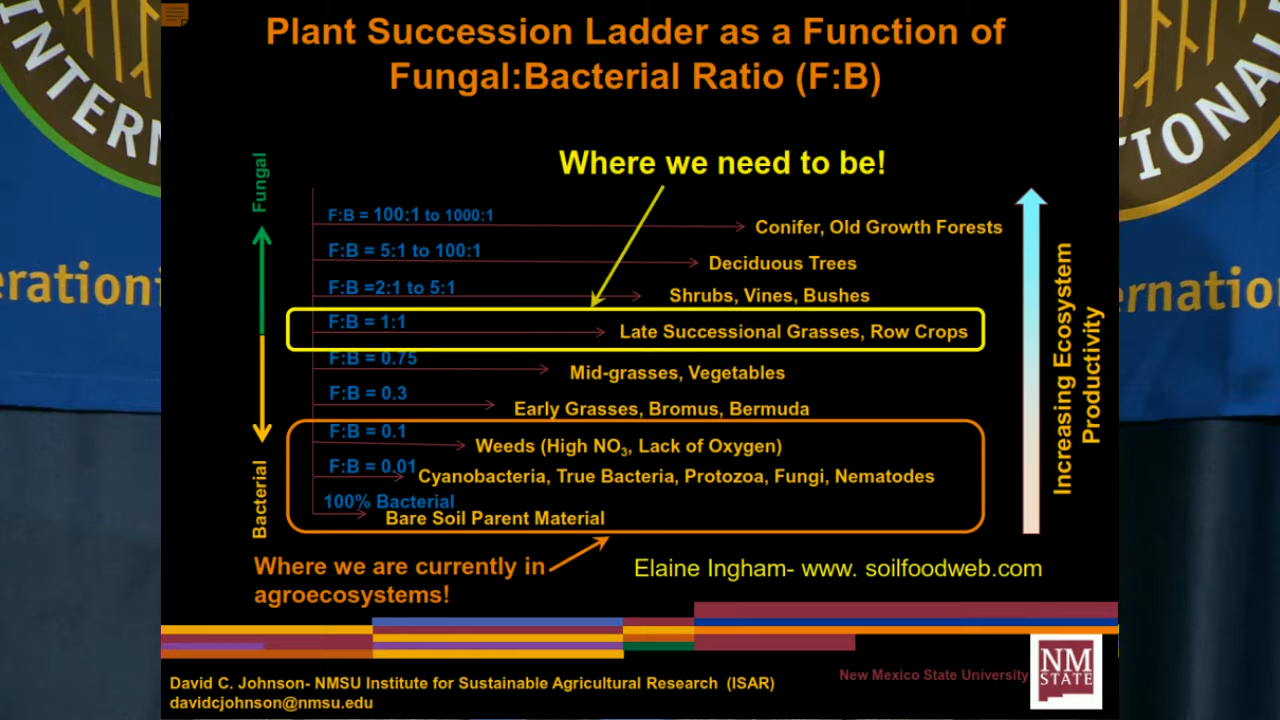 Plant Succession Ladder as a Function of
Fungal:Bacterial Ratio (F:B)
INTERN
TIONAL
erationi
ernatio
Where we need to be!
Fungal
Bacterial
F:B = 100:1 to 1000:1
Conifer, Old Growth Forests
F:B = 5:1 to 100:1
Deciduous Trees
F:B =2:1 to 5:1
Shrubs, Vines, Bushes
F:B = 1:1
Late Successional Grasses, Row Crops
F:B = 0.75
Mid-grasses, Vegetables
F:B = 0.3
Early Grasses, Bromus, Bermuda
F:B = 0.1
Weeds (High NO₃, Lack of Oxygen)
F:B = 0.01
Cyanobacteria, True Bacteria, Protozoa, Fungi, Nematodes
100% Bacterial
Bare Soil Parent Material
Increasing Ecosystem
Productivity
Where we are currently in
agroecosystems!
Elaine Ingham- www. soilfoodweb.com
David C. Johnson- NMSU Institute for Sustainable Agricultural Research (ISAR)
davidcjohnson@nmsu.edu
New Mexico State University
NM
STATE